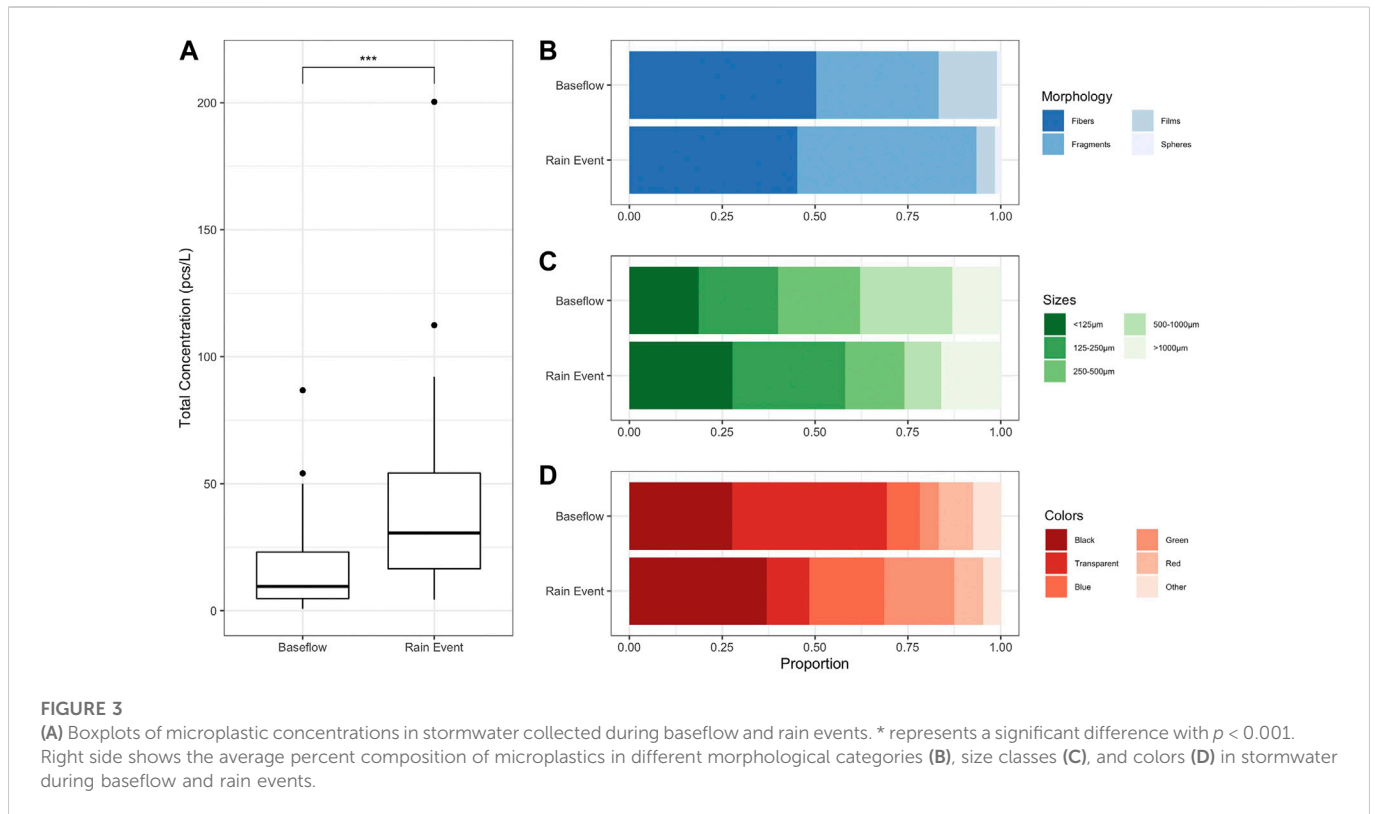 A
***
Total Concentration (pcs/L)
200
150
100
50
0
Baseflow
Rain Event
B
Baseflow
Rain Event
0.00
0.25
0.50
0.75
1.00
Morphology
Fibers
Films
Fragments
Spheres
C
Baseflow
Rain Event
0.00
0.25
0.50
0.75
1.00
Sizes
<125µm
500-1000µm
125-250µm
>1000µm
250-500µm
D
Baseflow
Rain Event
0.00
0.25
0.50
0.75
1.00
Proportion
Colors
Black
Green
Transparent
Red
Blue
Other
FIGURE 3
(A) Boxplots of microplastic concentrations in stormwater collected during baseflow and rain events. * represents a significant difference with p < 0.001.
Right side shows the average percent composition of microplastics in different morphological categories (B), size classes (C), and colors (D) in stormwater
during baseflow and rain events.